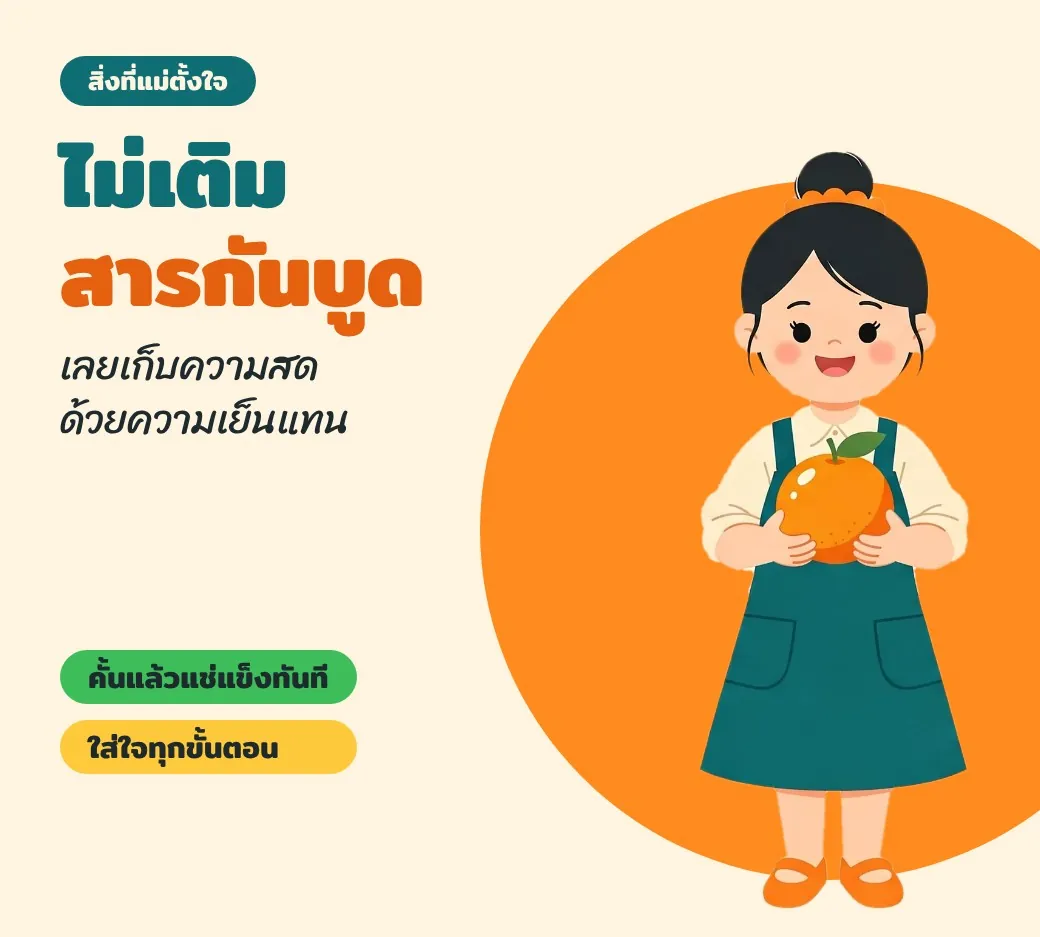 สิ่งที่แม่ตั้งใจ
ไม่เติม
สารกันบูด
เลยเก็บความสด
ด้วยความเย็นแทน
คั้นแล้วแช่แข็งทันที
ใส่ใจทุกขั้นตอน